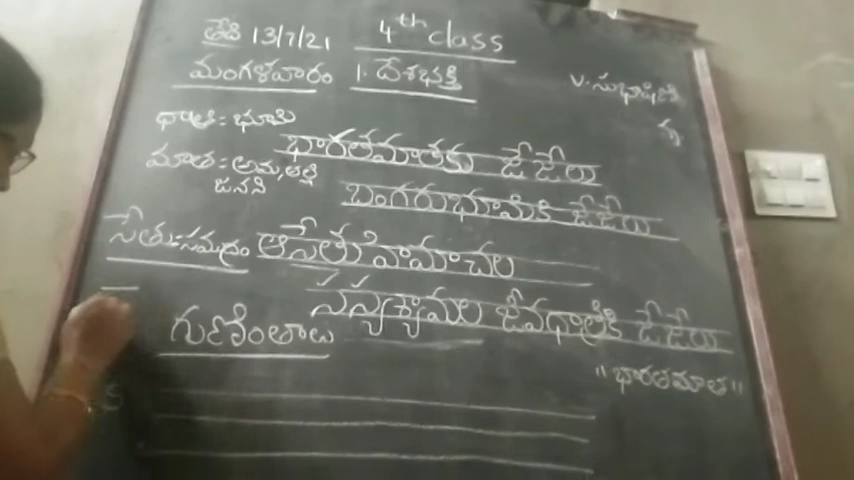 తేది 13/7/21 4th class
మంగళవారం 1. దేశభక్తి
V. సుభాషిణి
ధాత్రి : భూమి
భారతమాతకు జేజేలు
మాత : అమ్మ, తల్లి
జనని
బంగరుభూమికి జేజేలు
సేతు : సముద్రం ఆసేతు హిమాచల
సస్యశ్యామల జీవధాత్రికి జేజేలు
గుణింతాలు
"భారతమాత"